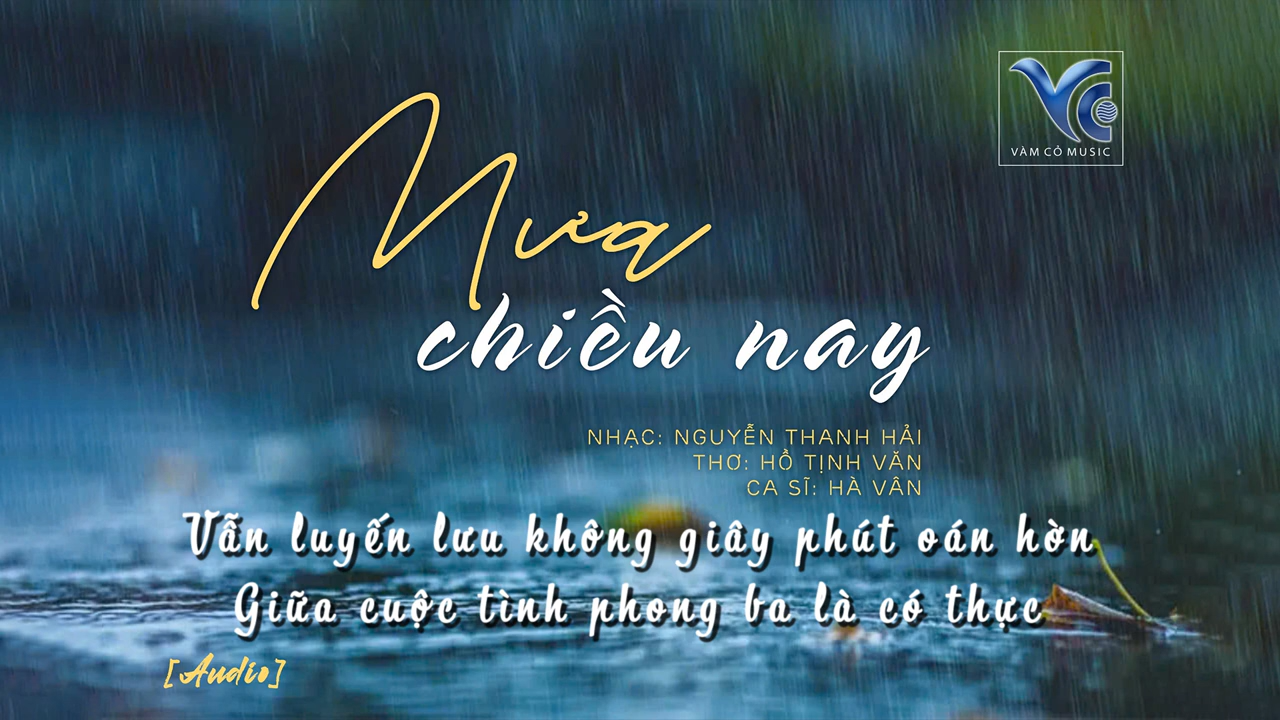 VÀM CỎ MUSIC
Mưa
chiều nay
NHẠC: NGUYỄN THANH HẢI
THƠ: HỒ TỊNH VĂN
CA SĨ: HÀ VÂN
Vẫn luyến lưu không giây phút oán hờn
Giữa cuộc tình phong ba là có thực
[Audio]